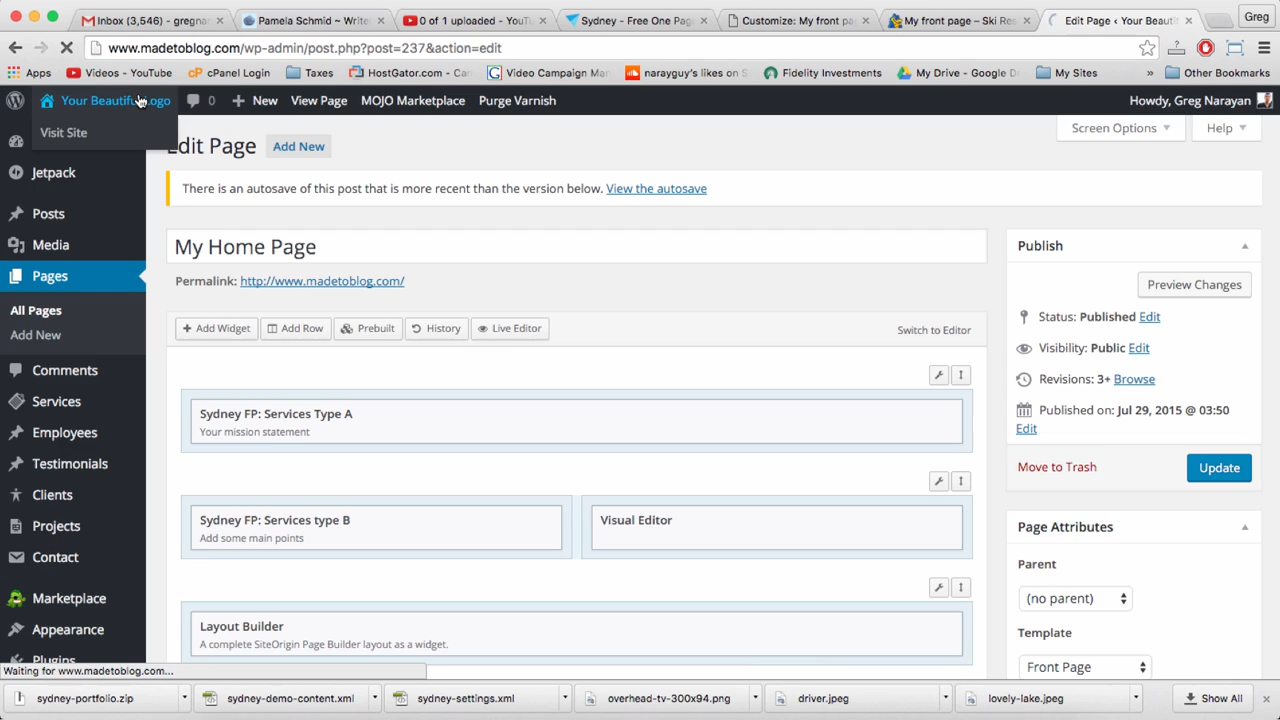 Inbox (3,546) - gregna
Pamela Schmid ~ Write
0 of 1 uploaded - YouTu
Sydney - Free One Pag
Customize: My front p
My front page – Ski Res
Edit Page ‹ Your Beaut
Greg
www.madetoblog.com/wp-admin/post.php?post=237&action=edit
Apps
Videos - YouTube
cPanel Login
Taxes
HostGator.com - Can
Video Campaign Man
narayguy's likes on S
Fidelity Investments
My Drive - Google D
My Sites
»
Other Bookmarks
Your Beautiful Logo
0
New
View Page
MOJO Marketplace
Purge Varnish
Howdy, Greg Narayan
Visit Site
Screen Options
Help
Edit Page
Add New
Jetpack
Posts
Media
Pages
All Pages
Add New
Comments
Services
Employees
Testimonials
Clients
Projects
Contact
Marketplace
Appearance
Plugins
There is an autosave of this post that is more recent than the version below. View the autosave
My Home Page
Permalink: http://www.madetoblog.com/
Add Widget
Add Row
Prebuilt
History
Live Editor
Switch to Editor
Sydney FP: Services Type A
Your mission statement
Sydney FP: Services type B
Add some main points
Visual Editor
Layout Builder
A complete SiteOrigin Page Builder layout as a widget.
Publish
Preview Changes
Status: Published Edit
Visibility: Public Edit
Revisions: 3+ Browse
Published on: Jul 29, 2015 @ 03:50
Edit
Move to Trash
Update
Page Attributes
Parent
(no parent)
Template
Front Page
Waiting for www.madetoblog.com...
sydney-portfolio.zip
sydney-demo-content.xml
sydney-settings.xml
overhead-tv-300x94.png
driver.jpeg
lovely-lake.jpeg
Show All